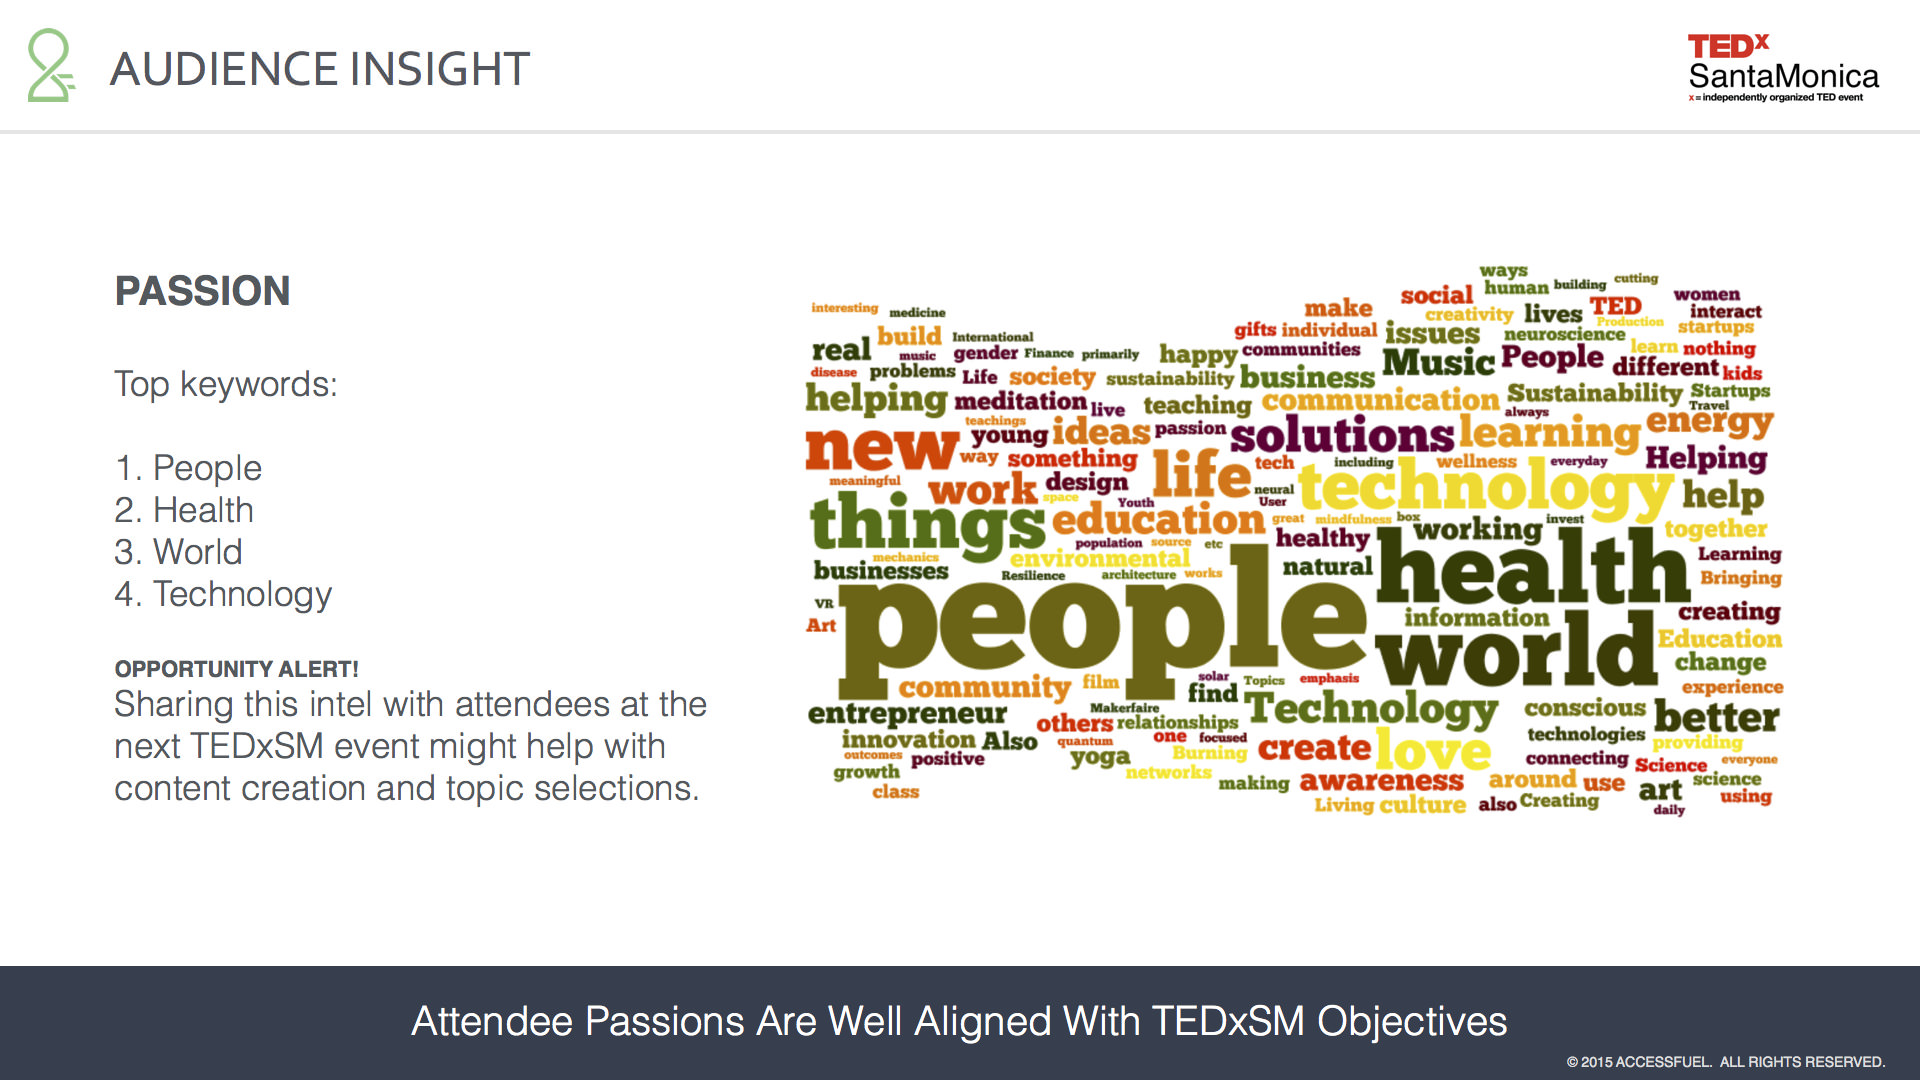 AUDIENCE INSIGHT
TEDx
SantaMonica
x = independently organized TED event
PASSION
Top keywords:
1. People
2. Health
3. World
4. Technology
OPPORTUNITY ALERT!
Sharing this intel with attendees at the
next TEDxSM event might help with
content creation and topic selections.
ways
cutting
human building
social
women
interesting medicine
make
creativity lives TED
interact
Production
startups
build International
gifts individual issues neuroscience
real music gender Finance primarily happy communities Music People learn nothing
disease problems Life society sustainability business different kids
helping meditation live teaching communication Sustainability Startups
Travel
teachings
always
new young ideas passion solutions learning energy
way something life tech including wellness everyday Helping
meaningful work design space Youth neural User technology help
things education great mindfulness box working invest together
population source etc healthy health Learning
mechanics environmental natural Bringing
businesses Resilience architecture works
VR people information creating
Art world Education
change
community film solar find Topics emphasis experience
entrepreneur Makerfaire Technology conscious better
others relationships
innovation Also quantum one focused create love technologies providing
outcomes positive yoga Burning connecting Science everyone
growth networks making awareness around use art science
class Living culture also Creating using
daily
Attendee Passions Are Well Aligned With TEDxSM Objectives
© 2015 ACCESSFUEL. ALL RIGHTS RESERVED.